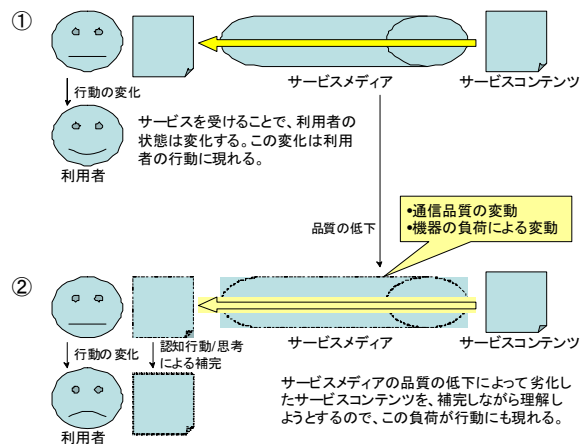 ①
サービスメディア
サービスコンテンツ
行動の変化
サービスを受けることで、利用者の
状態は変化する。この変化は利用
者の行動に現れる。
利用者
•通信品質の変動
•機器の負荷による変動
品質の低下
②
サービスメディア
サービスコンテンツ
行動の変化
認知行動/思考
による補完
サービスメディアの品質の低下によって劣化し
たサービスコンテンツを、補完しながら理解し
ようとするので、この負荷が行動にも現れる。
利用者